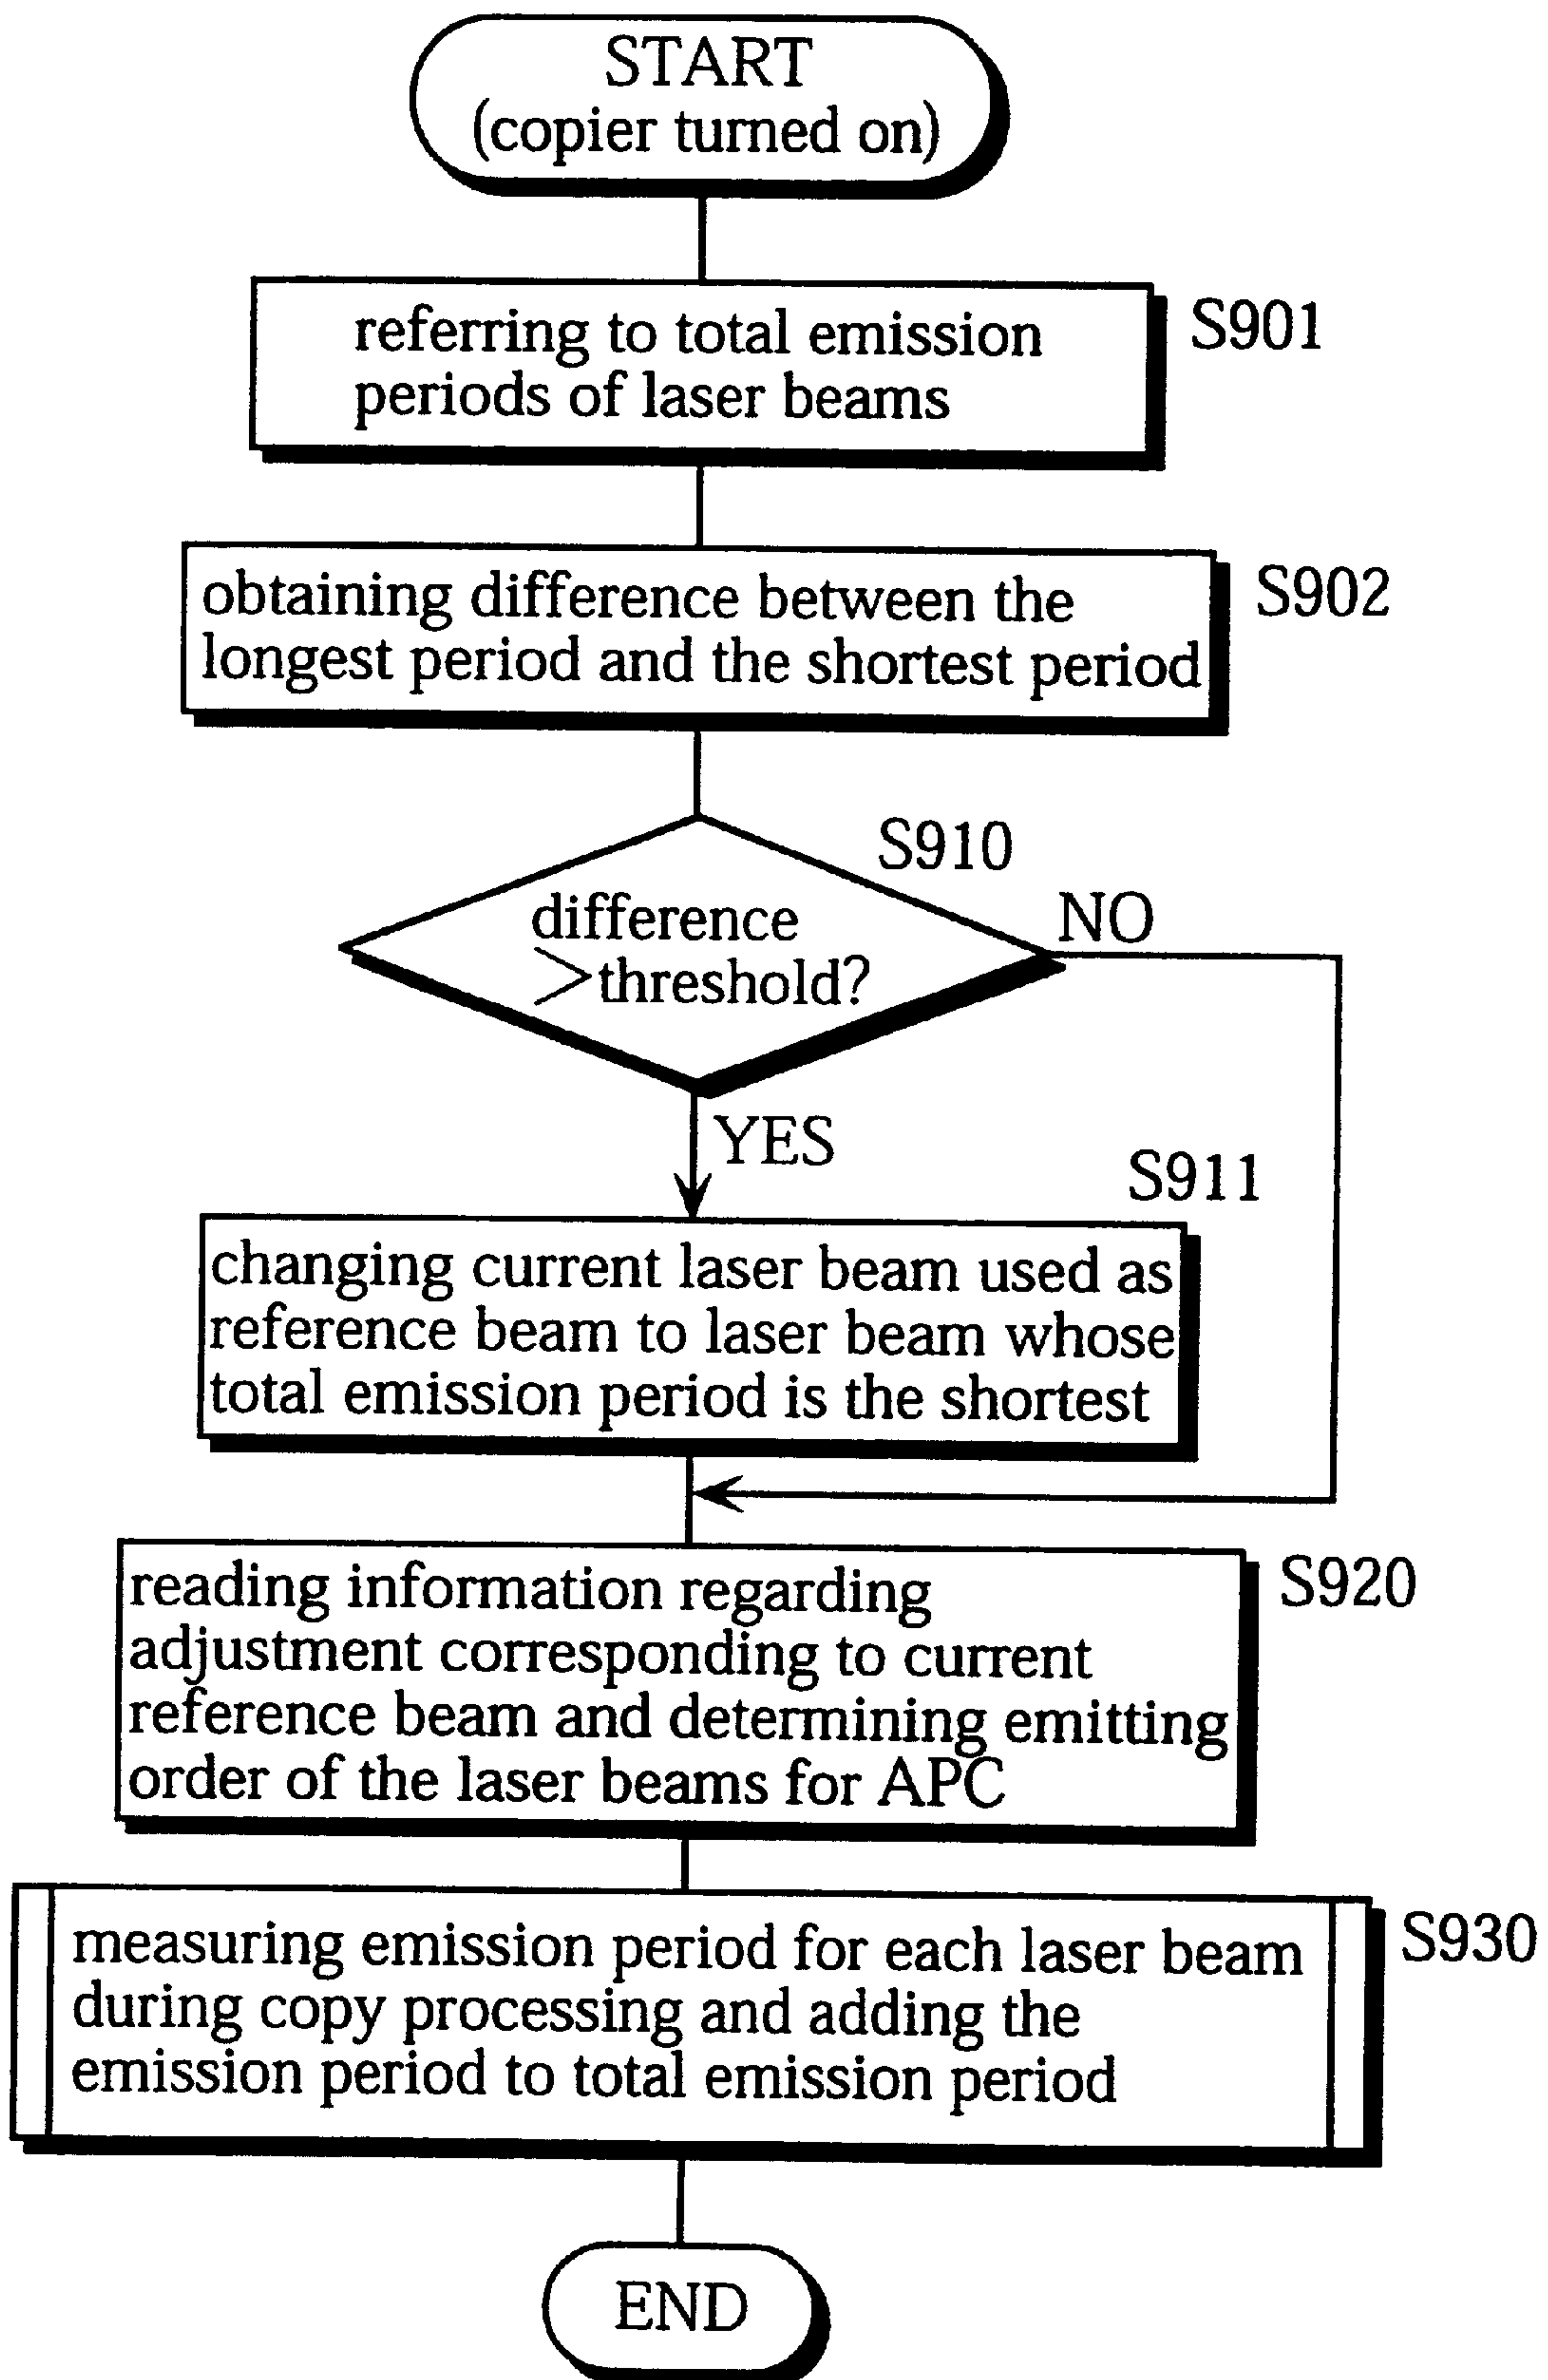 START
(copier turned on)
referring to total emission
periods of laser beams
S901
obtaining difference between the
longest period and the shortest period
S902
S910
difference
>threshold?
NO
YES
S911
changing current laser beam used as
reference beam to laser beam whose
total emission period is the shortest
reading information regarding
adjustment corresponding to current
reference beam and determining emitting
order of the laser beams for APC
S920
measuring emission period for each laser beam
during copy processing and adding the
emission period to total emission period
S930
END